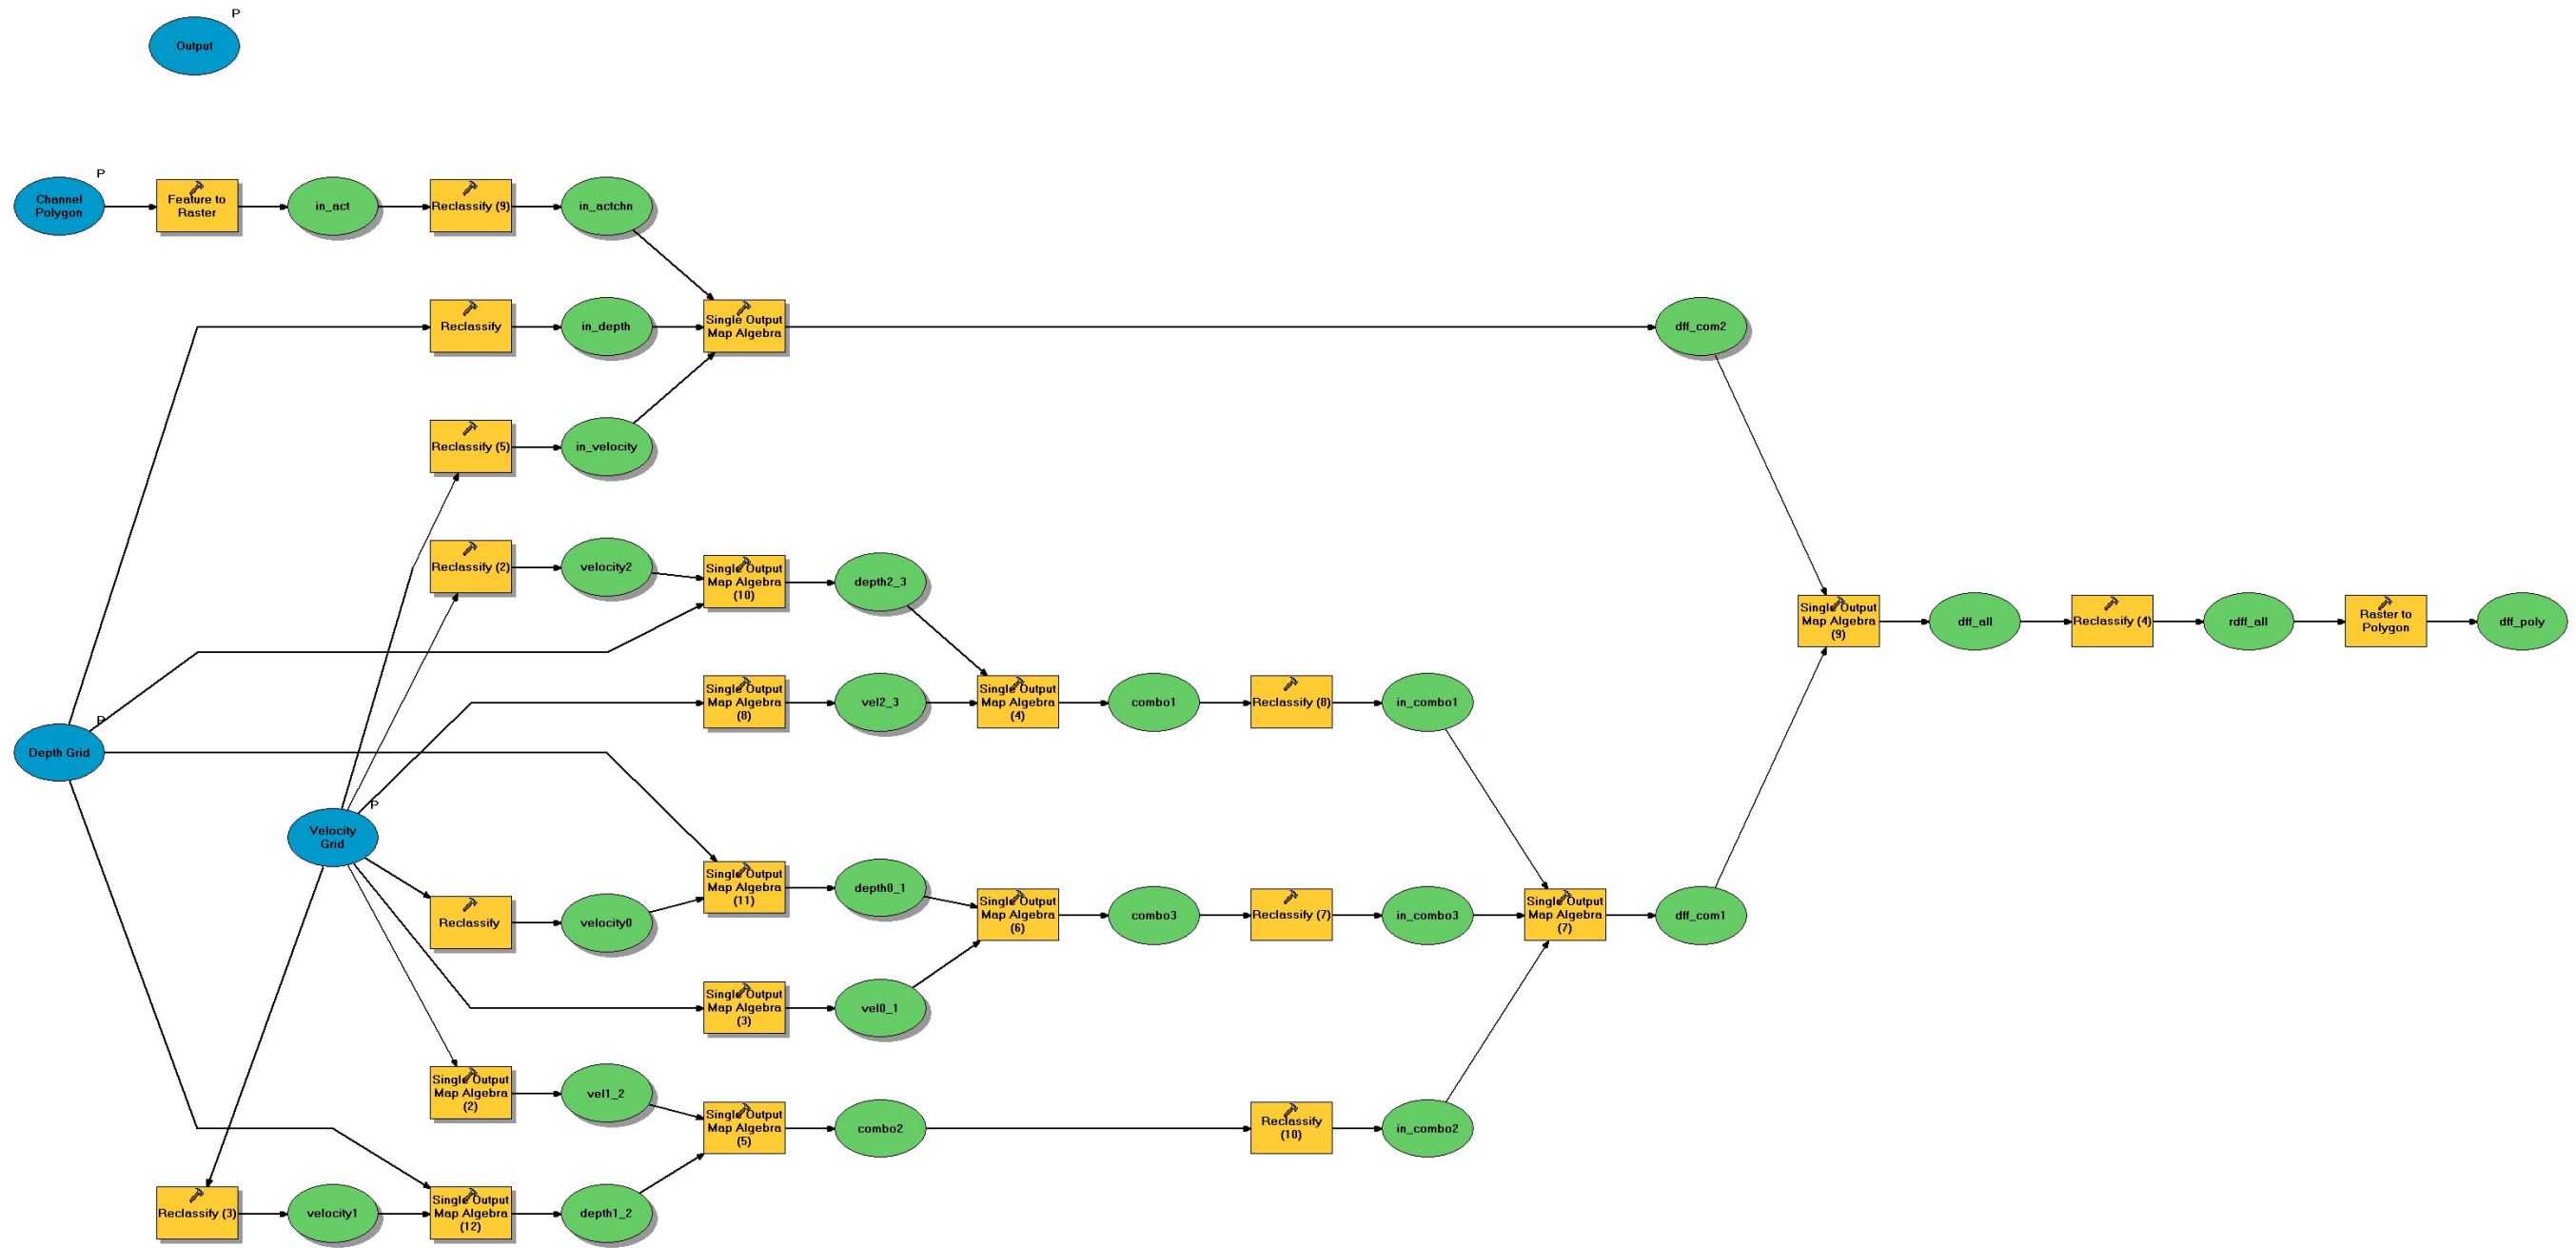 P
Output
P
Channel
Polygon
Feature to
Raster
in_act
Reclassify (9)
in_actchn
Reclassify
in_depth
Single Output
Map Algebra
dff_com2
Reclassify (5)
in_velocity
Reclassify (2)
velocity2
Single Output
Map Algebra
(10)
depth2_3
Single Output
Map Algebra
(9)
dff_all
Reclassify (4)
rdff_all
Raster to
Polygon
dff_poly
Single Output
Map Algebra
(8)
vel2_3
Single Output
Map Algebra
(4)
combo1
Reclassify (8)
in_combo1
P
Depth Grid
P
Velocity
Grid
Single Output
Map Algebra
(11)
depth0_1
Reclassify
velocity0
Single Output
Map Algebra
(6)
combo3
Reclassify (7)
in_combo3
Single Output
Map Algebra
(7)
dff_com1
Single Output
Map Algebra
(3)
vel0_1
Single Output
Map Algebra
(2)
vel1_2
Single Output
Map Algebra
(5)
combo2
Reclassify
(10)
in_combo2
Reclassify (3)
velocity1
Single Output
Map Algebra
(12)
depth1_2